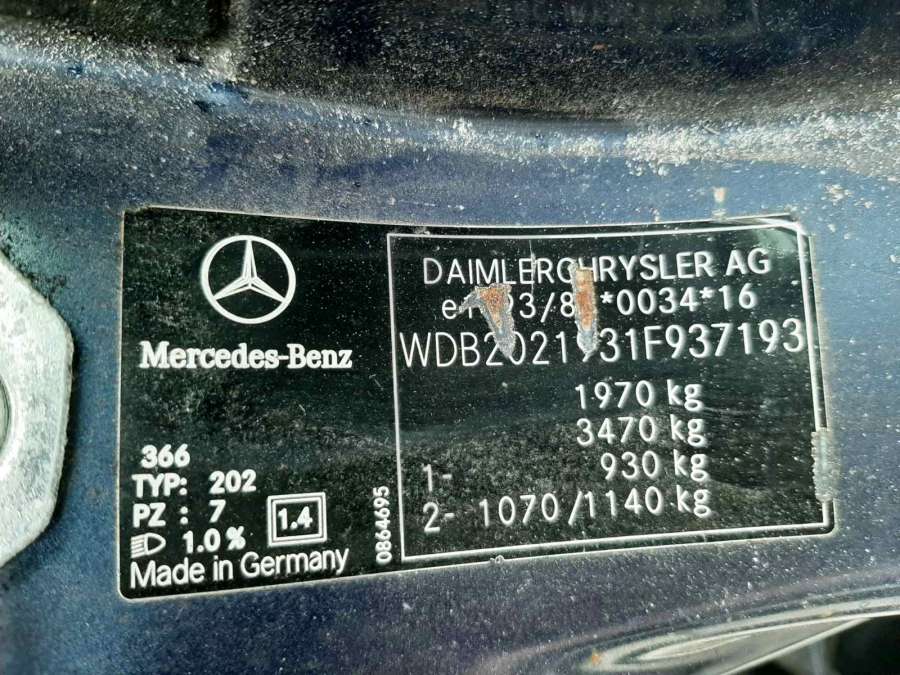 Mercedes-Benz
366
TYP: 202
PZ : 7
1.0%
1.4
Made in Germany
0864695
DAIMLERCHRYSLER AG
*0034*16
1970 kg
3470 kg
1- 930 kg
2- 1070/1140 kg